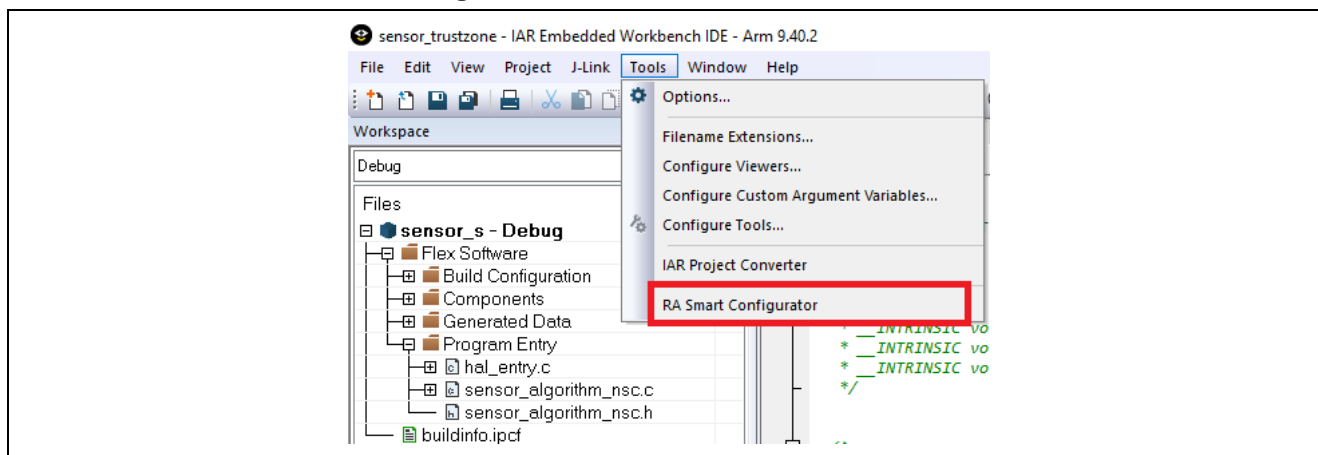 sensor_trustzone - IAR Embedded Workbench IDE - Arm 9.40.2
File Edit View Project J-Link Tools Window Help
Workspace
Debug
Files
sensor_s - Debug
Flex Software
Build Configuration
Components
Generated Data
Program Entry
hal_entry.c
sensor_algorithm_nsc.c
sensor_algorithm_nsc.h
buildinfo.ipcf
Options...
Filename Extensions...
Configure Viewers...
Configure Custom Argument Variables...
Configure Tools...
IAR Project Converter
RA Smart Configurator
* __INTRINSIC vo
* __INTRINSIC vo
* __INTRINSIC vo
*/